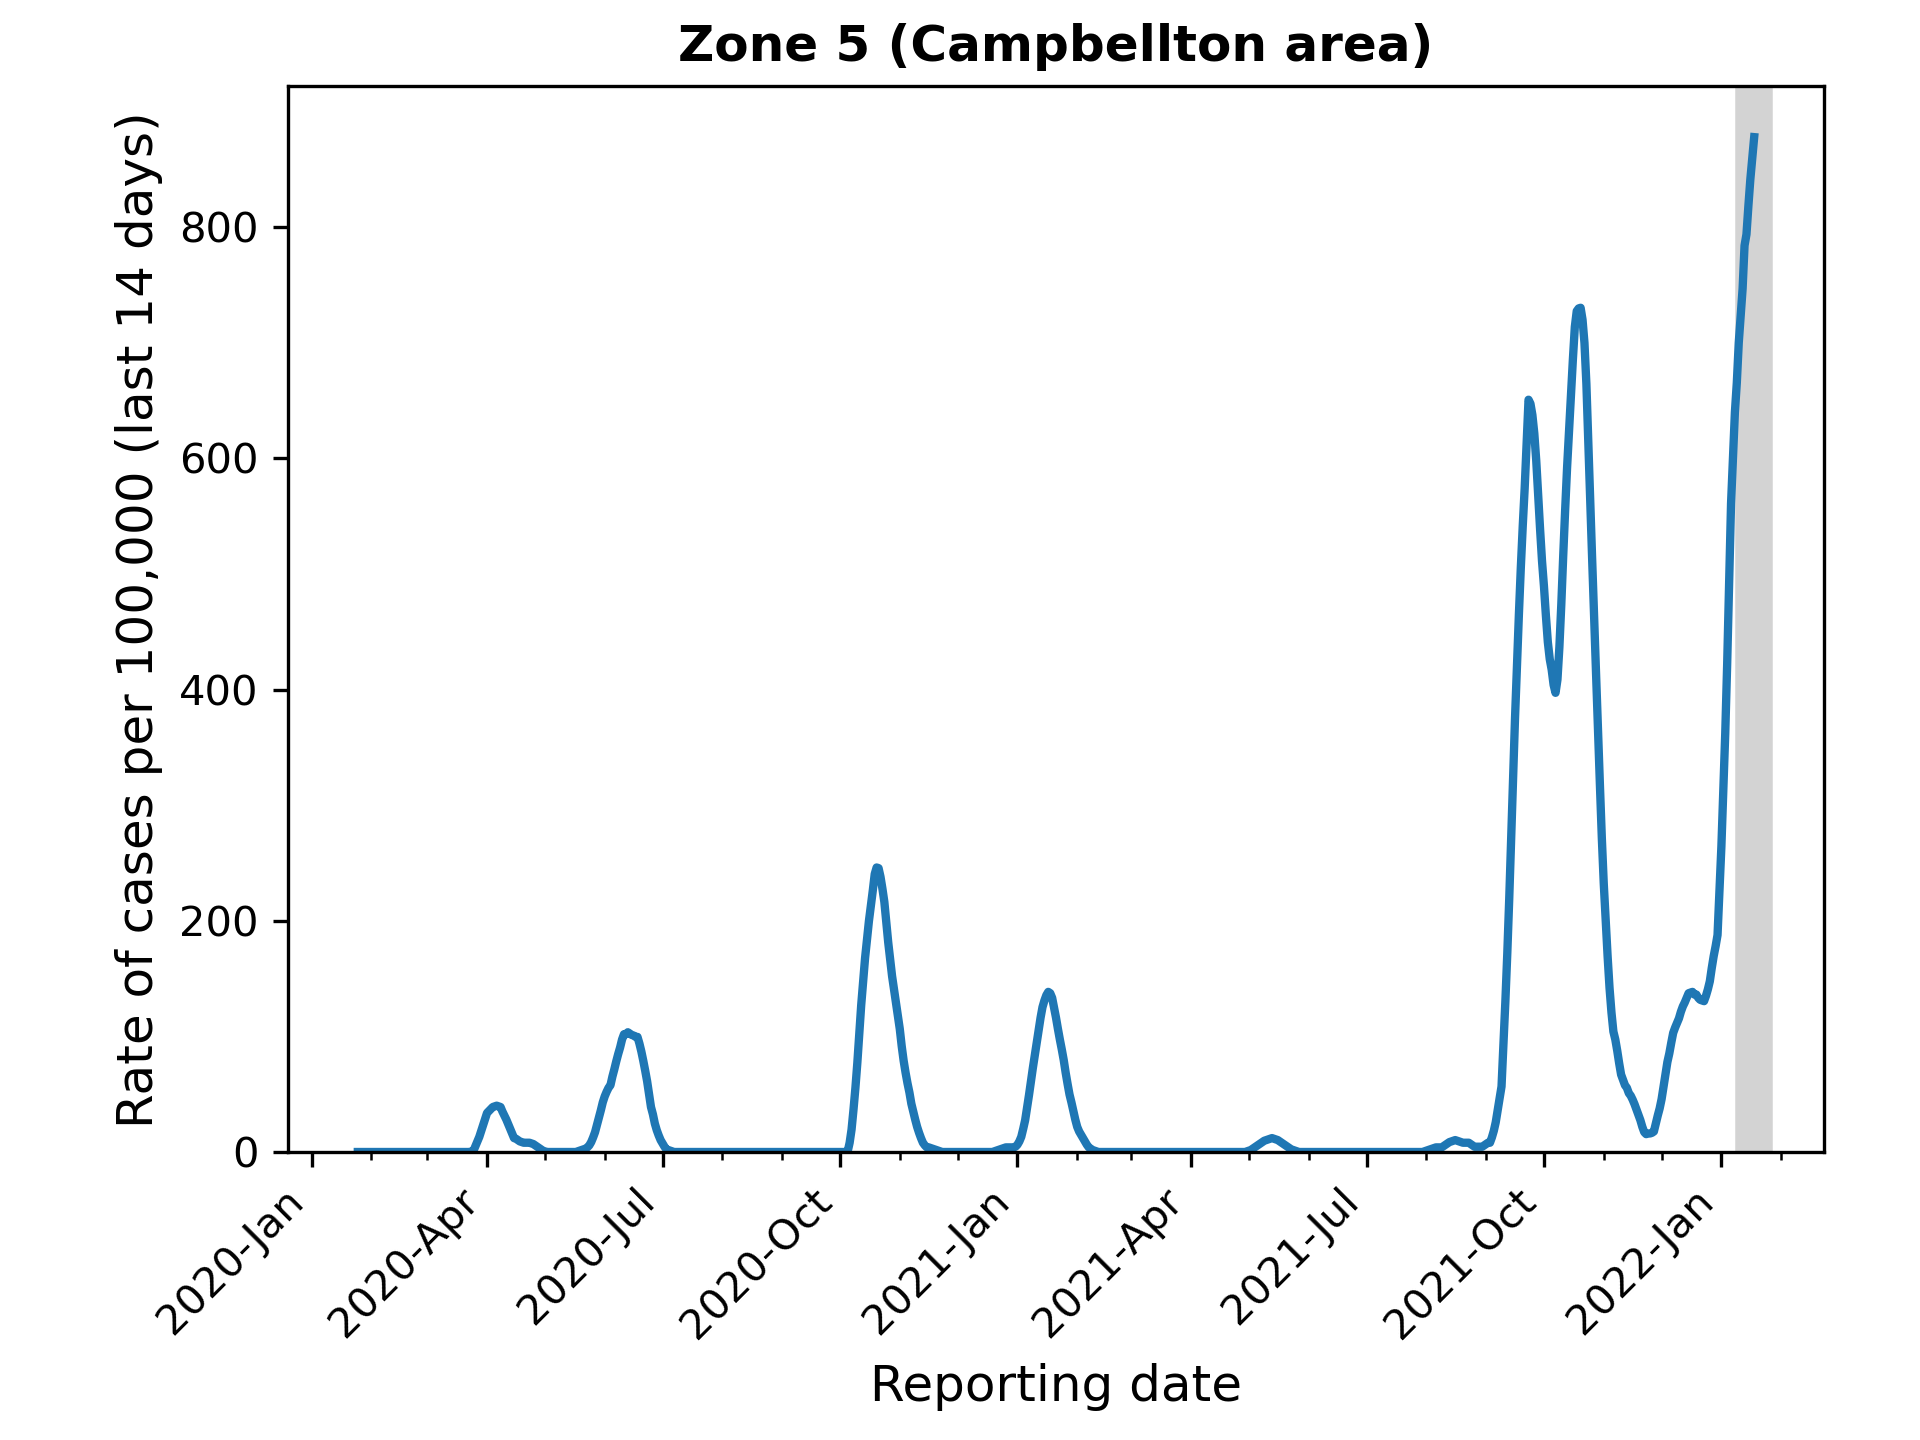 Zone 5 (Campbellton area)
Rate of cases per 100,000 (last 14 days)
800
600
400
200
0
2020-Jan
2020-Apr
2020-Jul
2020-Oct
2021-Jan
2021-Apr
2021-Jul
2021-Oct
2022-Jan
Reporting date